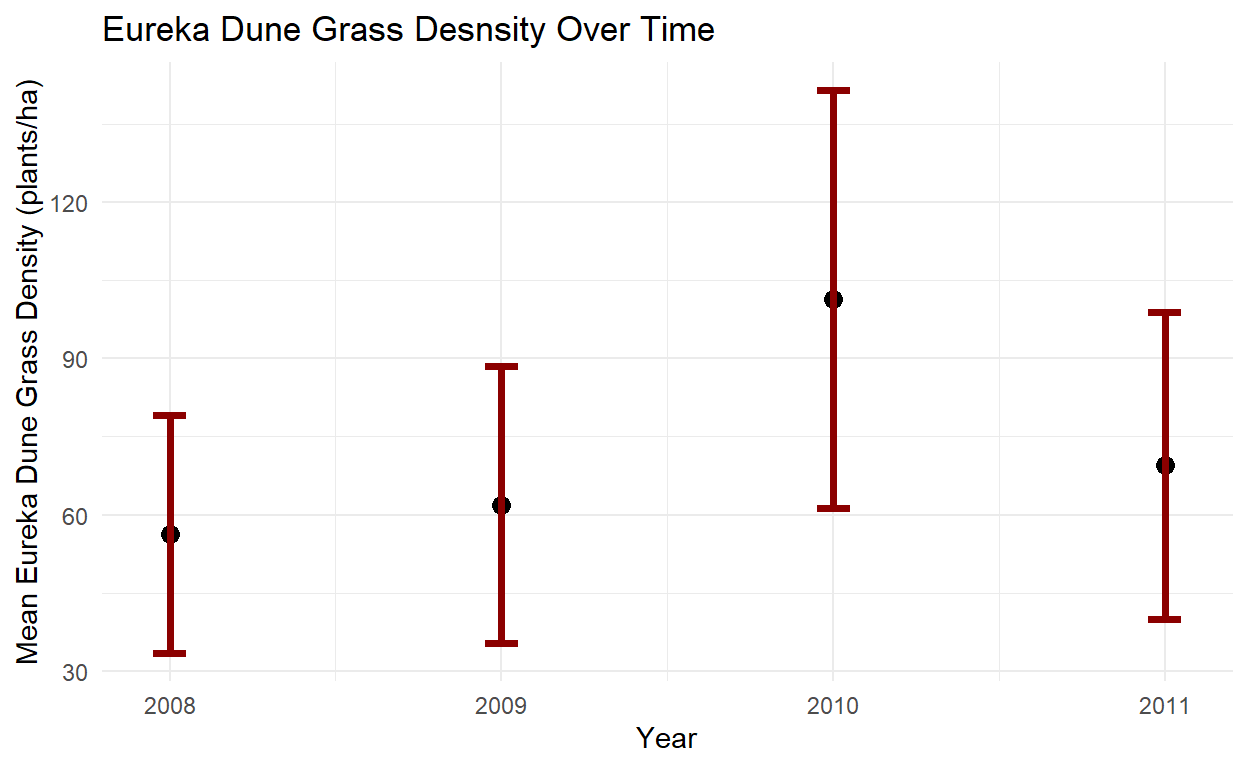 Eureka Dune Grass Desnsity Over Time
Mean Eureka Dune Grass Density (plants/ha)
120
90
60
30
2008 2009 2010 2011
Year